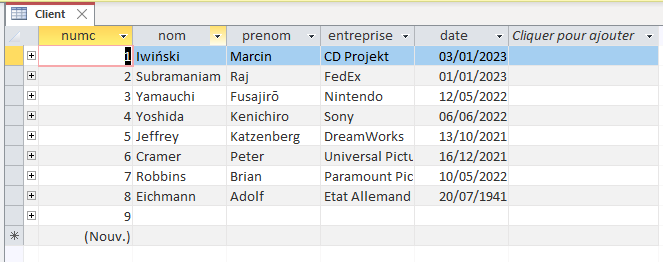 Client
numc nom prenom entreprise date Cliquer pour ajouter
1 Iwiński Marcin CD Projekt 03/01/2023
2 Subramaniam Raj FedEx 01/01/2023
3 Yamauchi Fusajirō Nintendo 12/05/2022
4 Yoshida Kenichiro Sony 06/06/2022
5 Jeffrey Katzenberg DreamWorks 13/10/2021
6 Cramer Peter Universal Pictu 16/12/2021
7 Robbins Brian Paramount Pic 10/05/2022
8 Eichmann Adolf Etat Allemand 20/07/1941
9
(Nouv.)